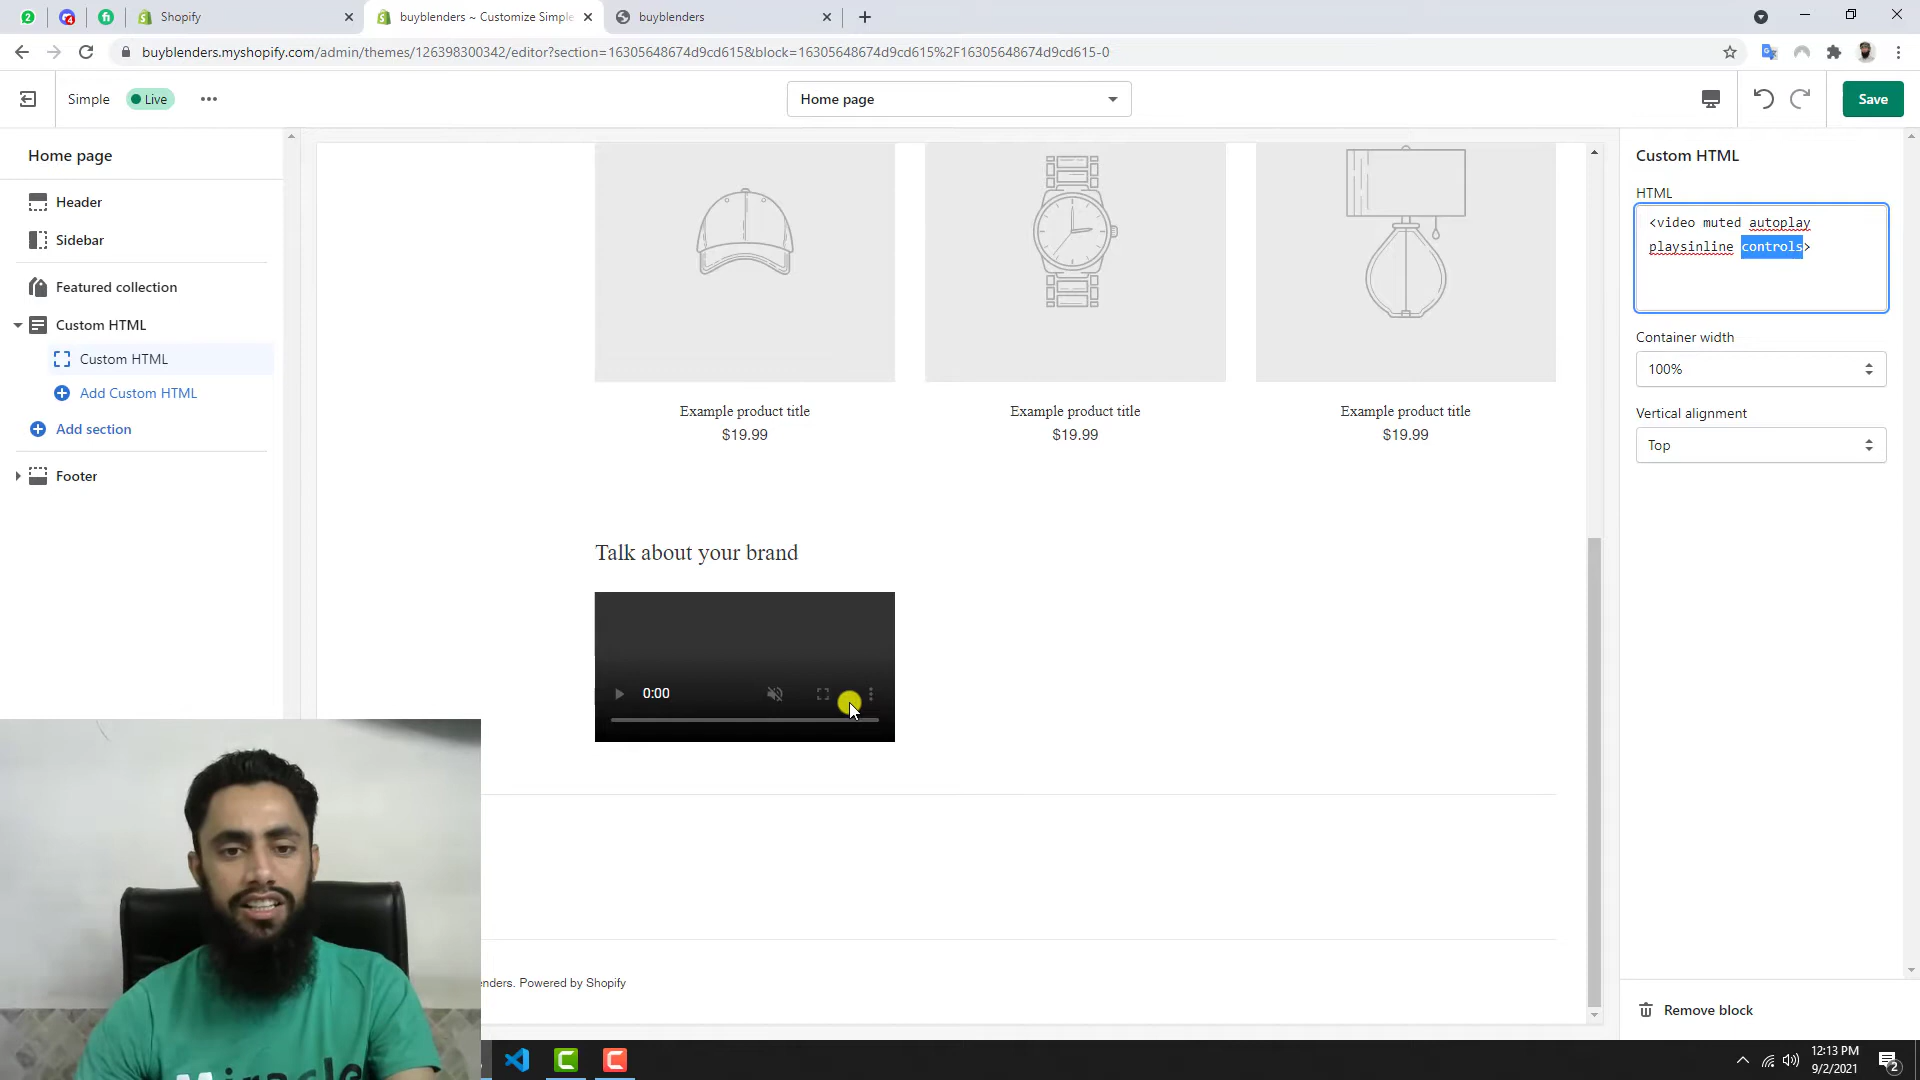 Shopify
buyblenders ~ Customize Simple
buyblenders
buyblenders.myshopify.com/admin/themes/126398300342/editor?section=16305648674d9cd615&block=16305648674d9cd615%2F16305648674d9cd615-0
Simple
Live
Home page
Save
Home page
Header
Sidebar
Featured collection
Custom HTML
Custom HTML
Add Custom HTML
Add section
Footer
Example product title
$19.99
Example product title
$19.99
Example product title
$19.99
Talk about your brand
0:00
enders. Powered by Shopify
Custom HTML
HTML
<video muted autoplay
playsinline controls>
Container width
100%
Vertical alignment
Top
Remove block
12:13 PM
9/2/2021
2